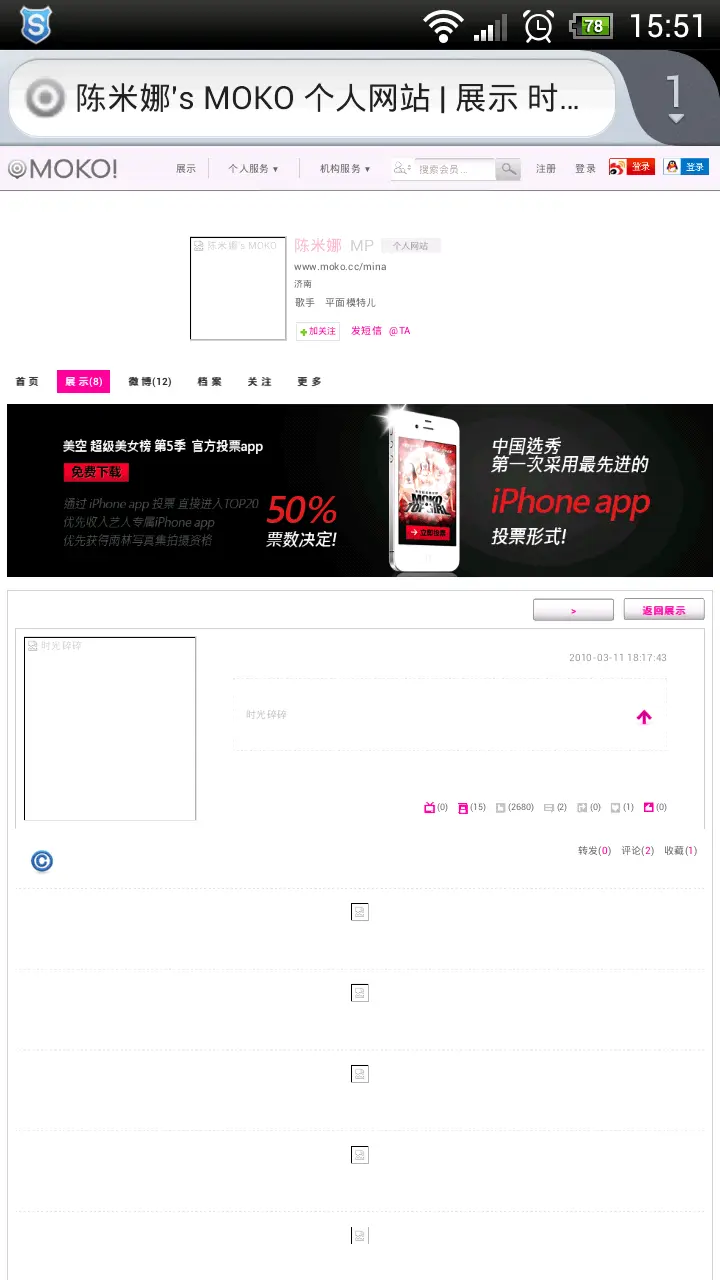 78 15:51
陈米娜's MOKO 个人网站 | 展示 时...
1
MOKO! 展示 个人服务 ▼ 机构服务 ▼ 搜索会员... 注册 登录 登录 登录
陈米娜's MOKO
陈米娜 MP 个人网站
www.moko.cc/mina
济南
歌手 平面模特儿
加关注 发短信 @TA
首页 展示(8) 微博(12) 档案 关注 更多
美空 超级美女榜 第5季 官方投票app
免费下载
通过 iPhone app 投票 直接进入TOP20
优先收入艺人专属iPhone app
优先获得雨林写真集拍摄资格
50%
票数决定!
MOKO
TOP GIRL
立即投票
中国选秀
第一次采用最先进的
iPhone app
投票形式!
> 返回展示
时光碎碎
2010-03-11 18:17:43
时光碎碎
(0) (15) (2680) (2) (0) (1) (0)
转发(0) 评论(2) 收藏(1)